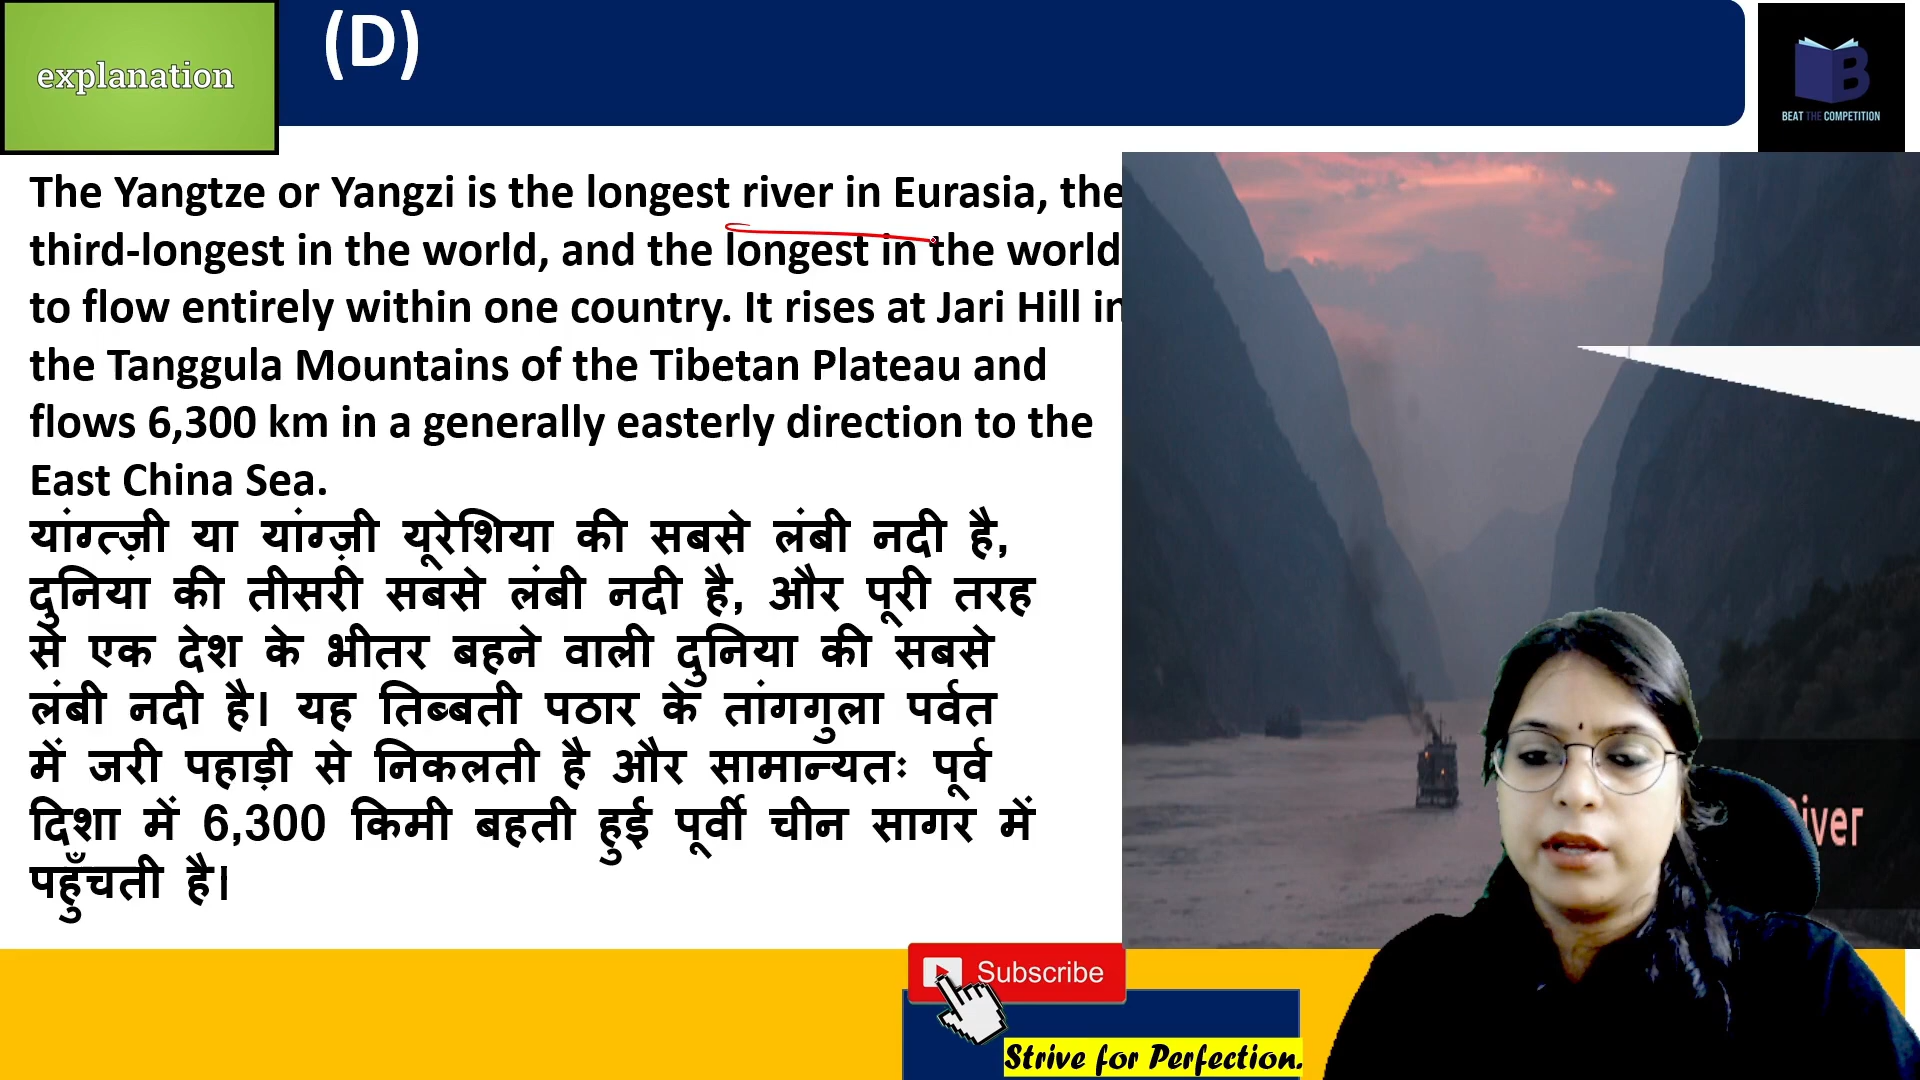 explanation
(D)
BEAT THE COMPETITION
The Yangtze or Yangzi is the longest river in Eurasia, the
third-longest in the world, and the longest in the world
to flow entirely within one country. It rises at Jari Hill in
the Tanggula Mountains of the Tibetan Plateau and
flows 6,300 km in a generally easterly direction to the
East China Sea.
यांग्त्ज़ी या यांग्ज़ी यूरेशिया की सबसे लंबी नदी है,
दुनिया की तीसरी सबसे लंबी नदी है, और पूरी तरह
से एक देश के भीतर बहने वाली दुनिया की सबसे
लंबी नदी है। यह तिब्बती पठार के तांगगुला पर्वत
में जरी पहाड़ी से निकलती है और सामान्यतः पूर्व
दिशा में 6,300 किमी बहती हुई पूर्वी चीन सागर में
पहुँचती है।
Subscribe
Strive for Perfection.